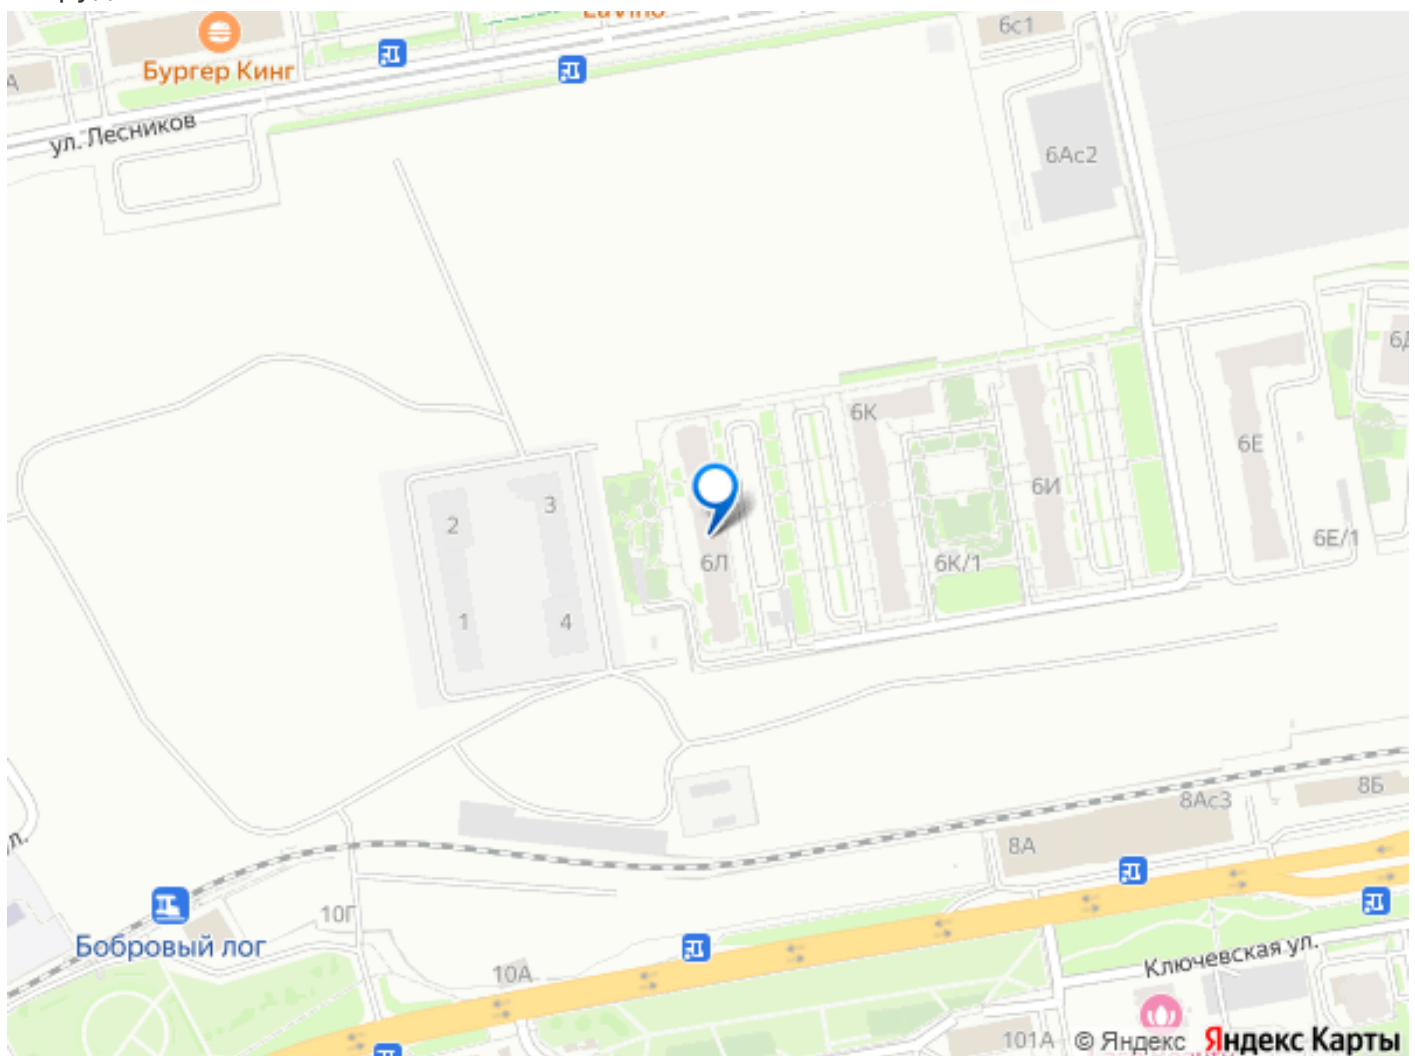 6с1
Бургер Кинг
А
ул. Лесников
6Ас2
6К
6Е
6И
2
3
6Л
6К/1
6Е/1
1
4
8Б
8Ас3
8А
10Г
Бобровый лог
10А
Ключевская ул.
101А
© Яндекс Яндекс Карты